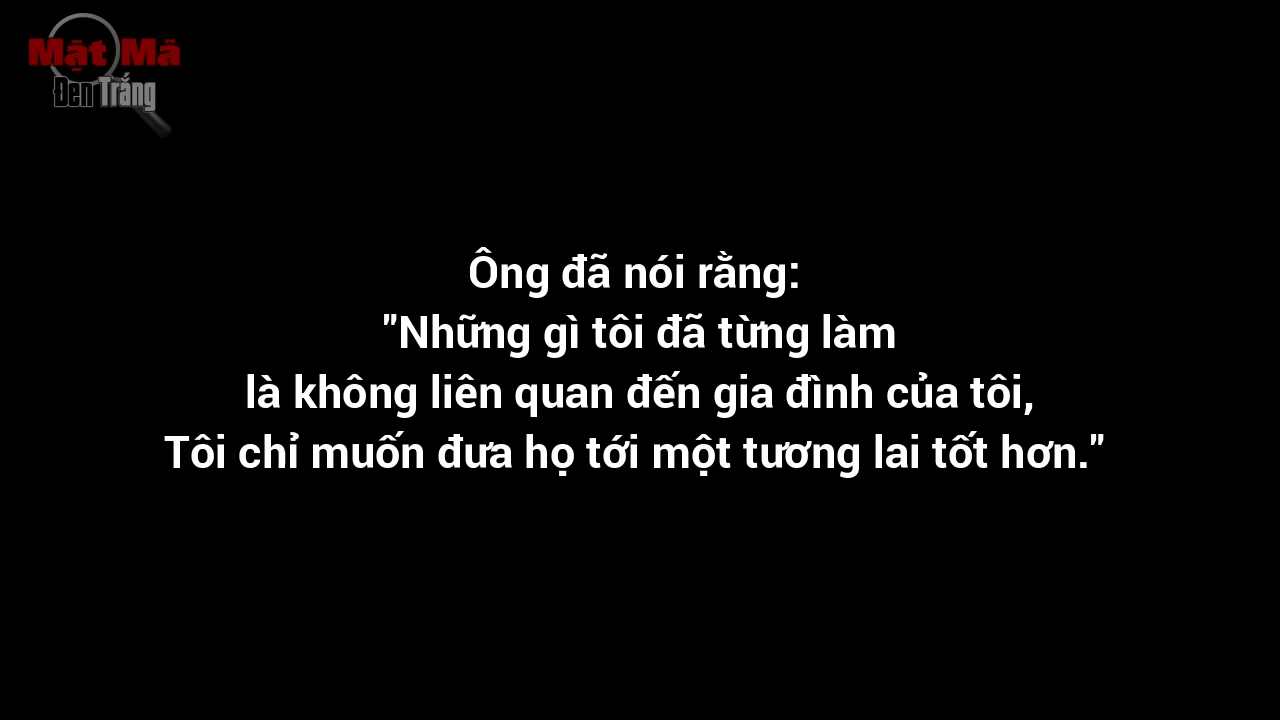 Mật Mã
Đen Trắng
Ông đã nói rằng:
"Những gì tôi đã từng làm
là không liên quan đến gia đình của tôi,
Tôi chỉ muốn đưa họ tới một tương lai tốt hơn."